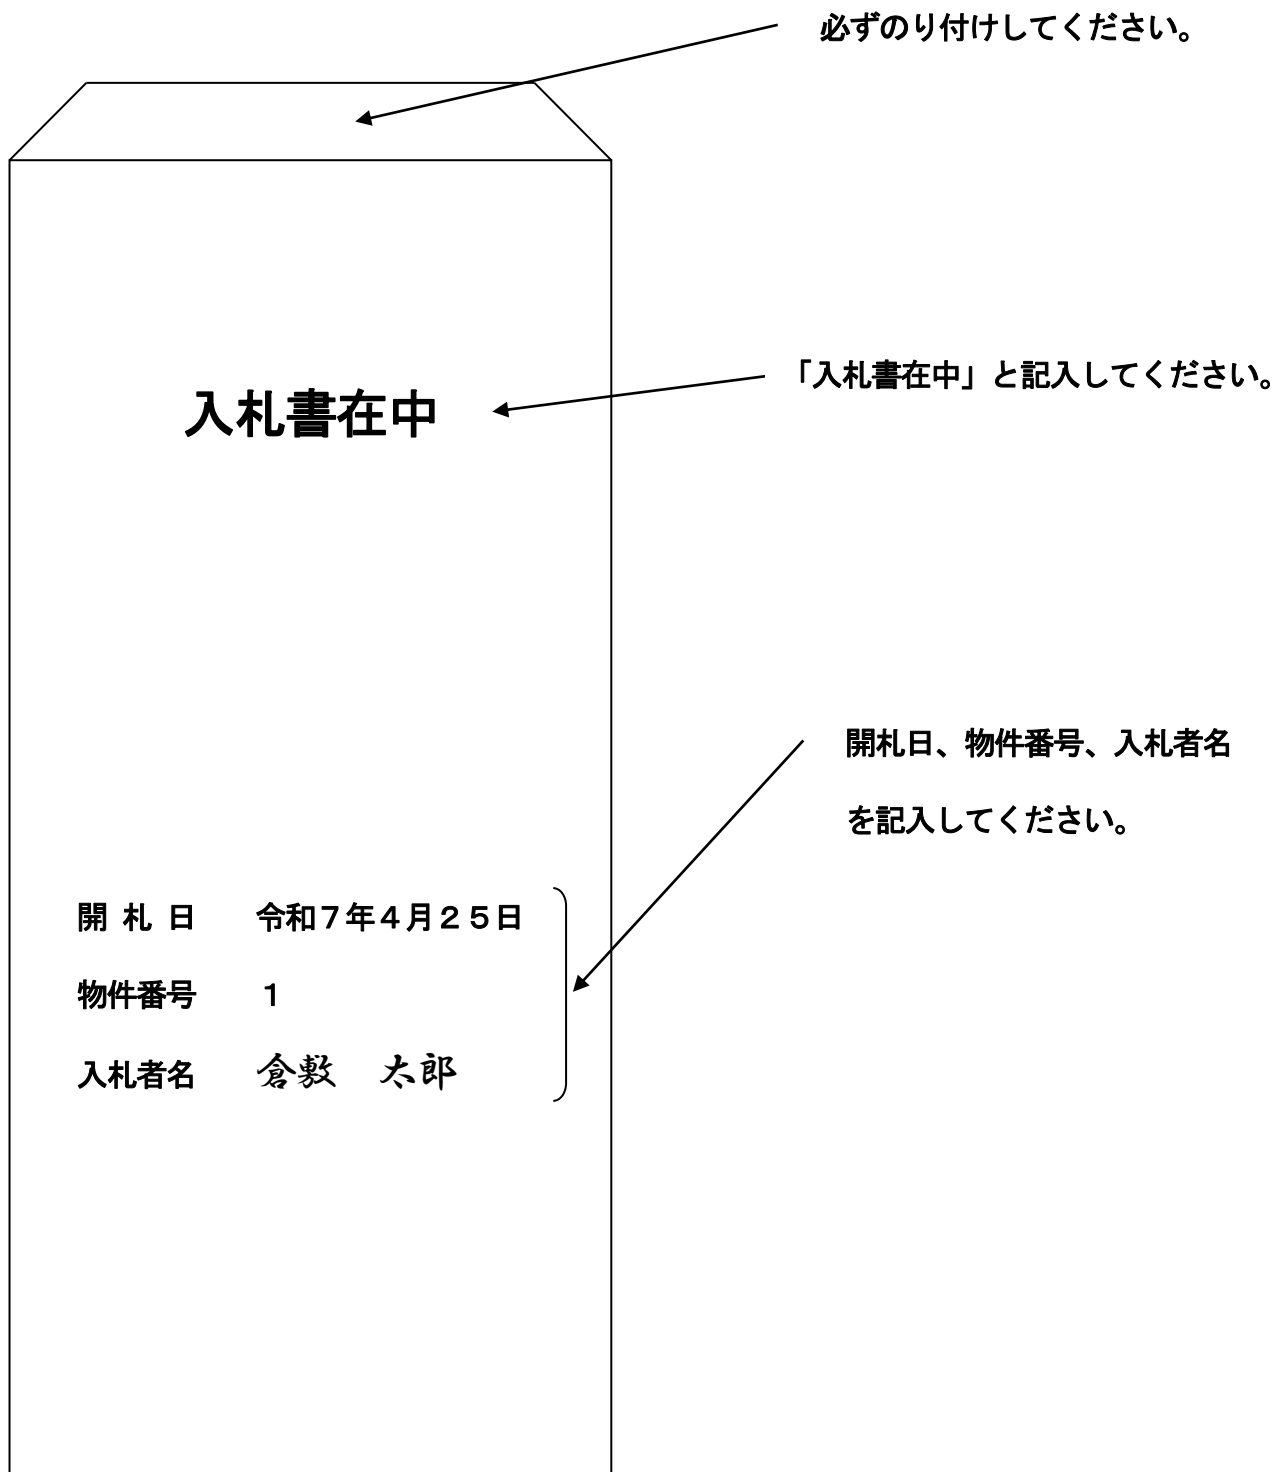 必ずのり付けしてください。
「入札書在中」と記入してください。
入札書在中
開札日、物件番号、入札者名
を記入してください。
開 札 日　　令和７年４月２５日
物件番号　　１
入札者名　　倉敷　太郎